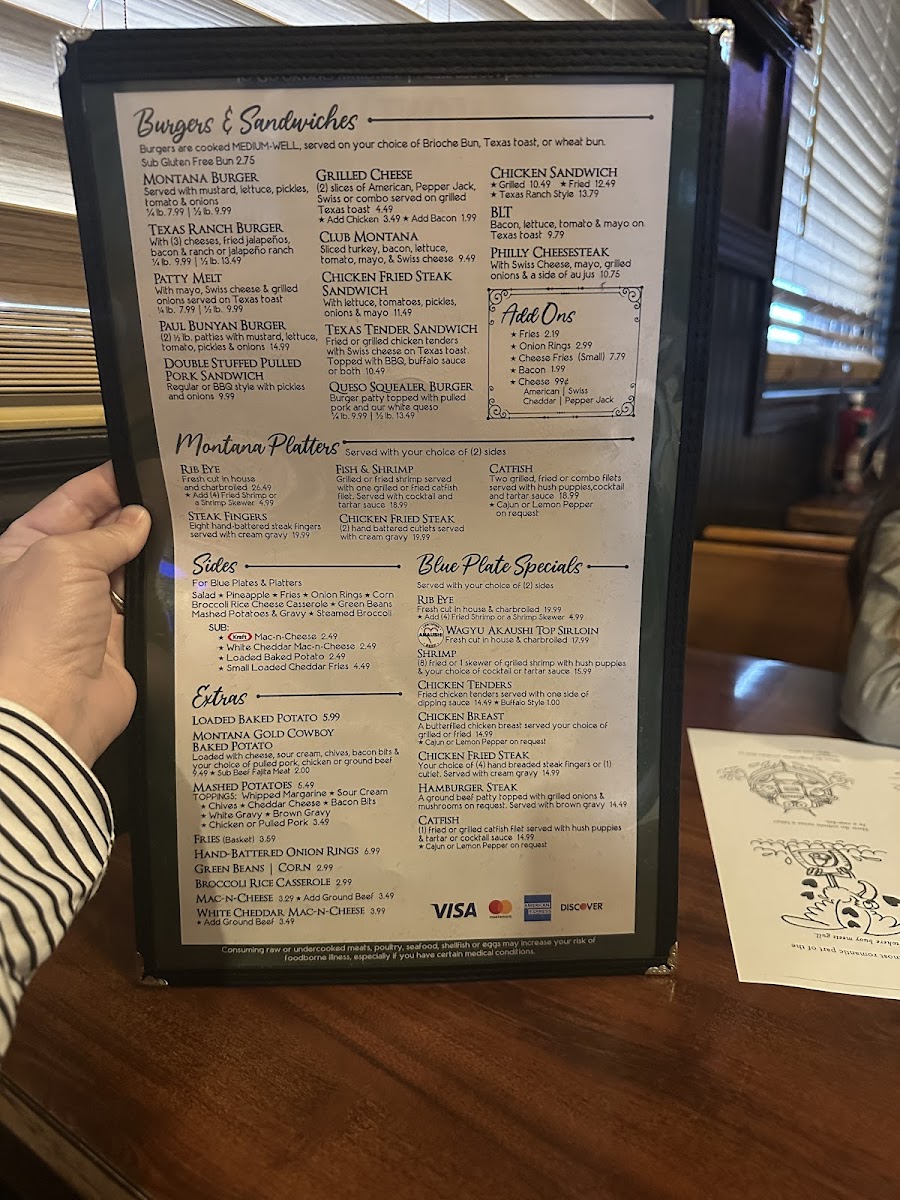 Burgers & Sandwiches
Burgers are cooked MEDIUM-WELL, served on your choice of Brioche Bun, Texas toast, or wheat bun.
Sub Gluten Free Bun 2.75
MONTANA BURGER
Served with mustard, lettuce, pickles,
tomato & onions
¼ lb. 7.99 | ½ lb. 9.99
TEXAS RANCH BURGER
With (3) cheeses, fried jalapeños,
bacon & ranch or jalapeño ranch
¼ lb. 9.99 | ½ lb. 13.49
PATTY MELT
With mayo, Swiss cheese & grilled
onions served on Texas toast
¼ lb. 7.99 | ½ lb. 9.99
PAUL BUNYAN BURGER
(2) ½ lb. patties with mustard, lettuce,
tomato, pickles & onions 14.99
DOUBLE STUFFED PULLED
PORK SANDWICH
Regular or BBQ style with pickles
and onions 9.99
GRILLED CHEESE
(2) slices of American, Pepper Jack,
Swiss or combo served on grilled
Texas toast 4.49
★ Add Chicken 3.49 ★ Add Bacon 1.99
CLUB MONTANA
Sliced turkey, bacon, lettuce,
tomato, mayo, & Swiss cheese 9.49
CHICKEN FRIED STEAK
SANDWICH
With lettuce, tomatoes, pickles,
onions & mayo 11.49
TEXAS TENDER SANDWICH
Fried or grilled chicken tenders
with Swiss cheese on Texas toast.
Topped with BBQ, buffalo sauce
or both 10.49
QUESO SQUEALER BURGER
Burger patty topped with pulled
pork and our white queso
¼ lb. 9.99 | ½ lb. 13.49
CHICKEN SANDWICH
★ Grilled 10.49 ★ Fried 12.49
★ Texas Ranch Style 13.79
BLT
Bacon, lettuce, tomato & mayo on
Texas toast 9.79
PHILLY CHEESESTEAK
With Swiss Cheese, mayo, grilled
onions & a side of au jus 10.75
Add Ons
★ Fries 2.19
★ Onion Rings 2.99
★ Cheese Fries (Small) 7.79
★ Bacon 1.99
★ Cheese 99¢
American | Swiss
Cheddar | Pepper Jack
Montana Platters
Served with your choice of (2) sides
RIB EYE
Fresh cut in house
and charbroiled 26.49
★ Add (4) Fried Shrimp or
a Shrimp Skewer 4.99
STEAK FINGERS
Eight hand-battered steak fingers
served with cream gravy 19.99
FISH & SHRIMP
Grilled or fried shrimp served
with one grilled or fried catfish
filet. Served with cocktail and
tartar sauce 18.99
CHICKEN FRIED STEAK
(2) hand battered cutlets served
with cream gravy 19.99
CATFISH
Two grilled, fried or combo filets
served with hush puppies,cocktail
and tartar sauce 18.99
★ Cajun or Lemon Pepper
on request
Sides
For Blue Plates & Platters
Salad ★ Pineapple ★ Fries ★ Onion Rings ★ Corn
Broccoli Rice Cheese Casserole ★ Green Beans
Mashed Potatoes & Gravy ★ Steamed Broccoli
SUB:
★ Kraft Mac-n-Cheese 2.49
★ White Cheddar Mac-n-Cheese 2.49
★ Loaded Baked Potato 2.49
★ Small Loaded Cheddar Fries 4.49
Extras
LOADED BAKED POTATO 5.99
MONTANA GOLD COWBOY
BAKED POTATO
Loaded with cheese, sour cream, chives, bacon bits &
your choice of pulled pork, chicken or ground beef
9.49 ★ Sub Beef Fajita Meat 2.00
MASHED POTATOES 5.49
TOPPINGS: Whipped Margarine ★ Sour Cream
★ Chives ★ Cheddar Cheese ★ Bacon Bits
★ White Gravy ★ Brown Gravy
★ Chicken or Pulled Pork 3.49
FRIES (Basket) 3.59
HAND-BATTERED ONION RINGS 6.99
GREEN BEANS | CORN 2.99
BROCCOLI RICE CASSEROLE 2.99
MAC-N-CHEESE 3.29 ★ Add Ground Beef 3.49
WHITE CHEDDAR MAC-N-CHEESE 3.99
★ Add Ground Beef 3.49
Blue Plate Specials
Served with your choice of (2) sides
RIB EYE
Fresh cut in house & charbroiled 19.99
★ Add (4) Fried Shrimp or a Shrimp Skewer 4.99
AKAUSHI
WAGYU AKAUSHI TOP SIRLOIN
Fresh cut in house & charbroiled 17.99
SHRIMP
(8) fried or 1 skewer of grilled shrimp with hush puppies
& your choice of cocktail or tartar sauce 15.99
CHICKEN TENDERS
Fried chicken tenders served with one side of
dipping sauce 14.49 ★ Buffalo Style 1.00
CHICKEN BREAST
A butterflied chicken breast served your choice of
grilled or fried 14.99
★ Cajun or Lemon Pepper on request
CHICKEN FRIED STEAK
Your choice of (4) hand breaded steak fingers or (1)
cutlet. Served with cream gravy 14.99
HAMBURGER STEAK
A ground beef patty topped with grilled onions &
mushrooms on request. Served with brown gravy 14.49
CATFISH
(1) fried or grilled catfish filet served with hush puppies
& tartar or cocktail sauce 14.99
★ Cajun or Lemon Pepper on request
VISA
mastercard
AMERICAN EXPRESS
DISCOVER
Consuming raw or undercooked meats, poultry, seafood, shellfish or eggs may increase your risk of
foodborne illness, especially if you have certain medical conditions.
most romantic part of the
where busy meets grill.